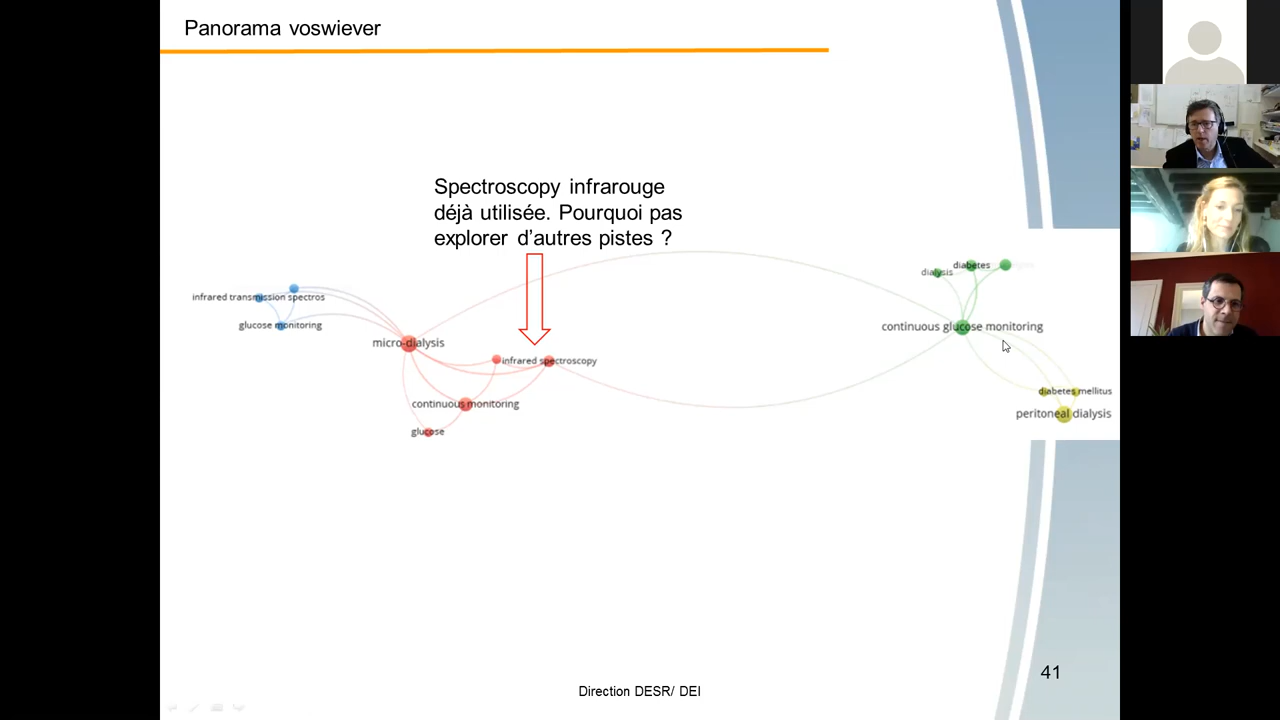 Panorama voswiever
Spectroscopy infrarouge
déjà utilisée. Pourquoi pas
explorer d'autres pistes ?
dialysis
diabetes
infrared transmission spectros
glucose monitoring
continuous glucose monitoring
micro-dialysis
infrared spectroscopy
continuous monitoring
glucose
diabetes mellitus
peritoneal dialysis
41
Direction DESR/ DEI